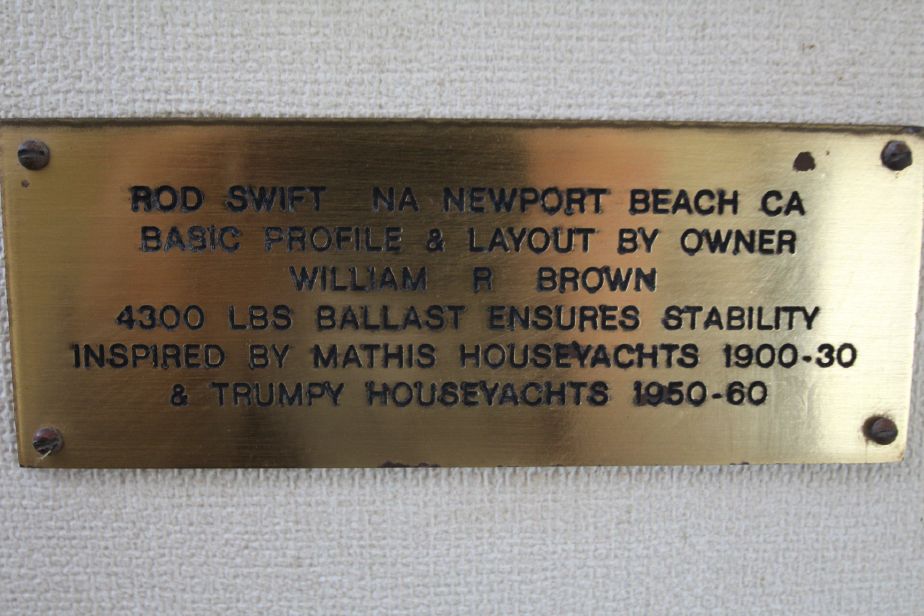 ROD SWIFT NA NEWPORT BEACH CA
BASIC PROFILE & LAYOUT BY OWNER
WILLIAM R BROWN
4300 LBS BALLAST ENSURES STABILITY
INSPIRED BY MATHIS HOUSEYACHTS 1900-30
& TRUMPY HOUSEYACHTS 1950-60